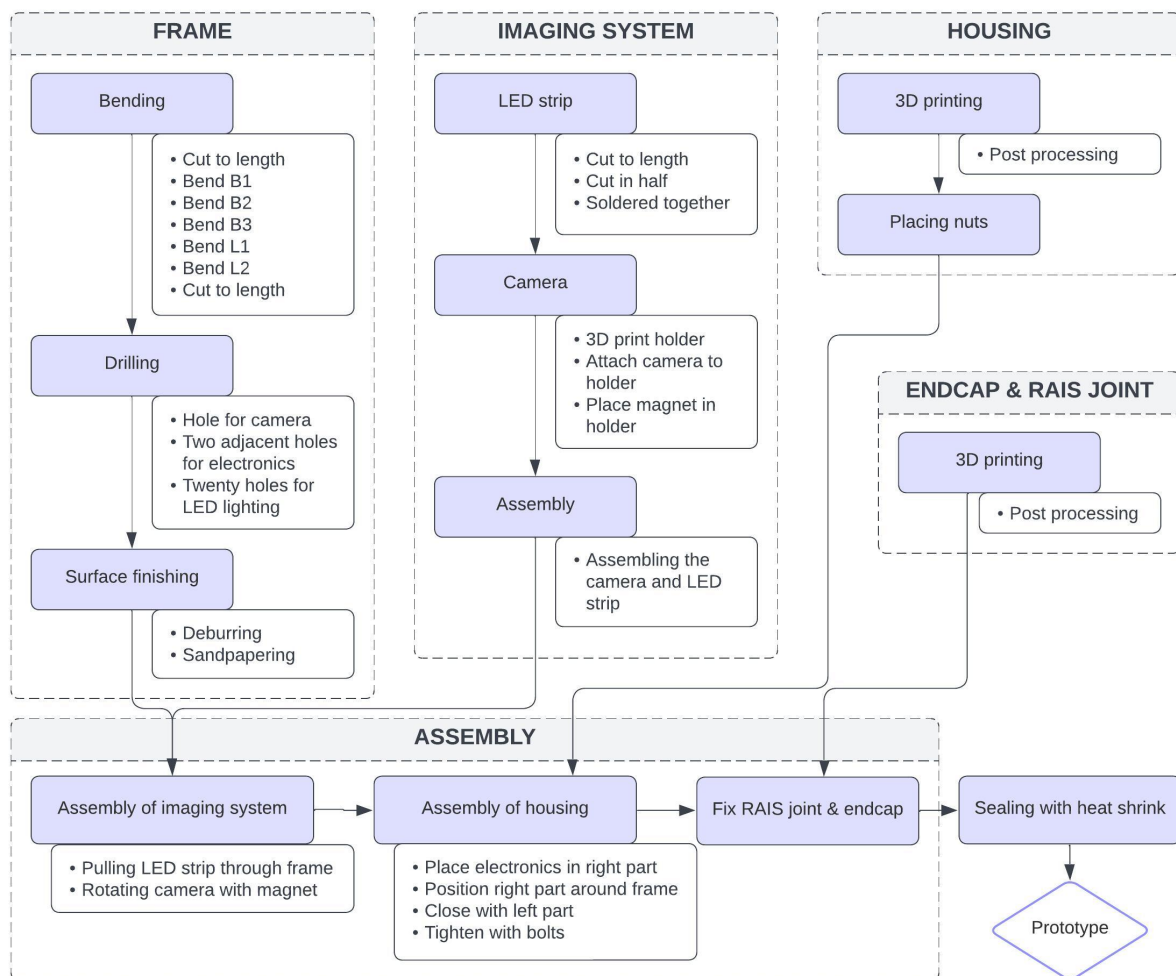 FRAME
Bending
• Cut to length
• Bend B1
• Bend B2
• Bend B3
• Bend L1
• Bend L2
• Cut to length
Drilling
• Hole for camera
• Two adjacent holes
for electronics
• Twenty holes for
LED lighting
Surface finishing
• Deburring
• Sandpapering
IMAGING SYSTEM
LED strip
• Cut to length
• Cut in half
• Soldered together
Camera
• 3D print holder
• Attach camera to
holder
• Place magnet in
holder
Assembly
• Assembling the
camera and LED
strip
HOUSING
3D printing
• Post processing
Placing nuts
ENDCAP & RAIS JOINT
3D printing
• Post processing
ASSEMBLY
Assembly of imaging system
• Pulling LED strip through frame
• Rotating camera with magnet
Assembly of housing
• Place electronics in right part
• Position right part around frame
• Close with left part
• Tighten with bolts
Fix RAIS joint & endcap
Sealing with heat shrink
Prototype